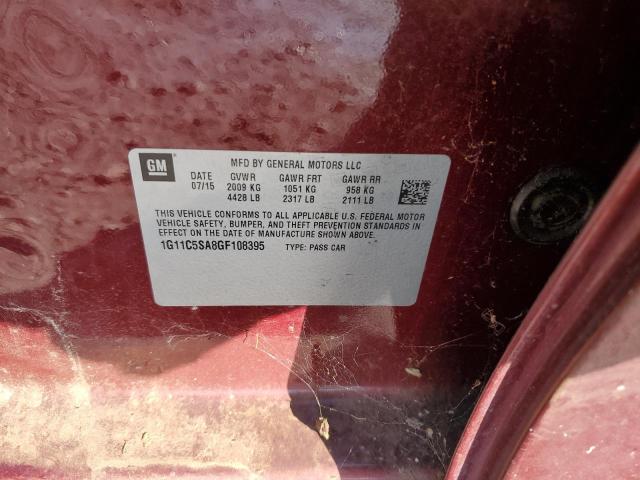 GM MFD BY GENERAL MOTORS LLC
DATE GVWR GAWR FRT GAWR RR
07/15 2009 KG 1051 KG 958 KG
4428 LB 2317 LB 2111 LB
THIS VEHICLE CONFORMS TO ALL APPLICABLE U.S. FEDERAL MOTOR
VEHICLE SAFETY, BUMPER, AND THEFT PREVENTION STANDARDS
IN EFFECT ON THE DATE OF MANUFACTURE SHOWN ABOVE.
1G11C5SA8GF108395 TYPE: PASS CAR